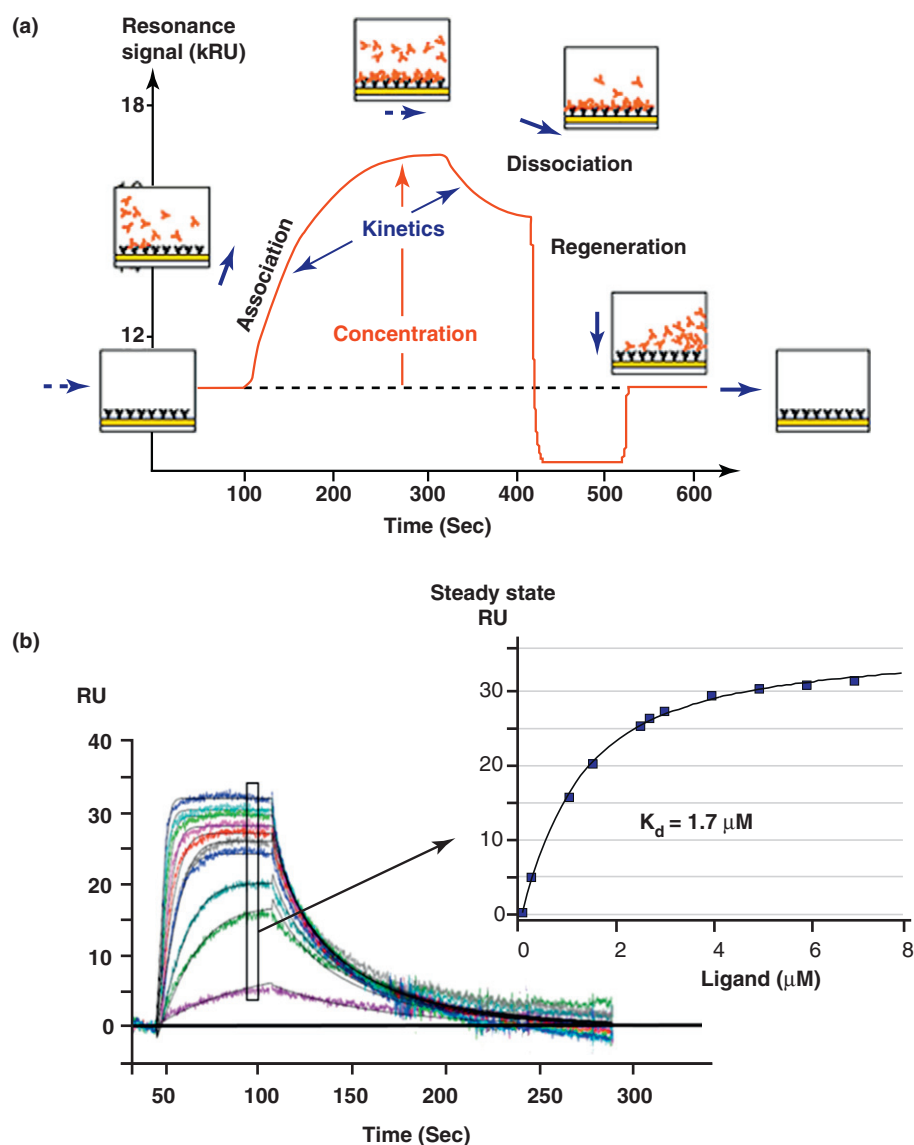 (a)
Resonance
signal (kRU)
18
12
Association
Kinetics
Concentration
Dissociation
Regeneration
100 200 300 400 500 600
Time (Sec)
(b)
RU
40
30
20
10
0
50 100 150 200 250 300
Time (Sec)
Steady state
RU
30
20
10
0
K_d = 1.7 μM
0 2 4 6 8
Ligand (μM)